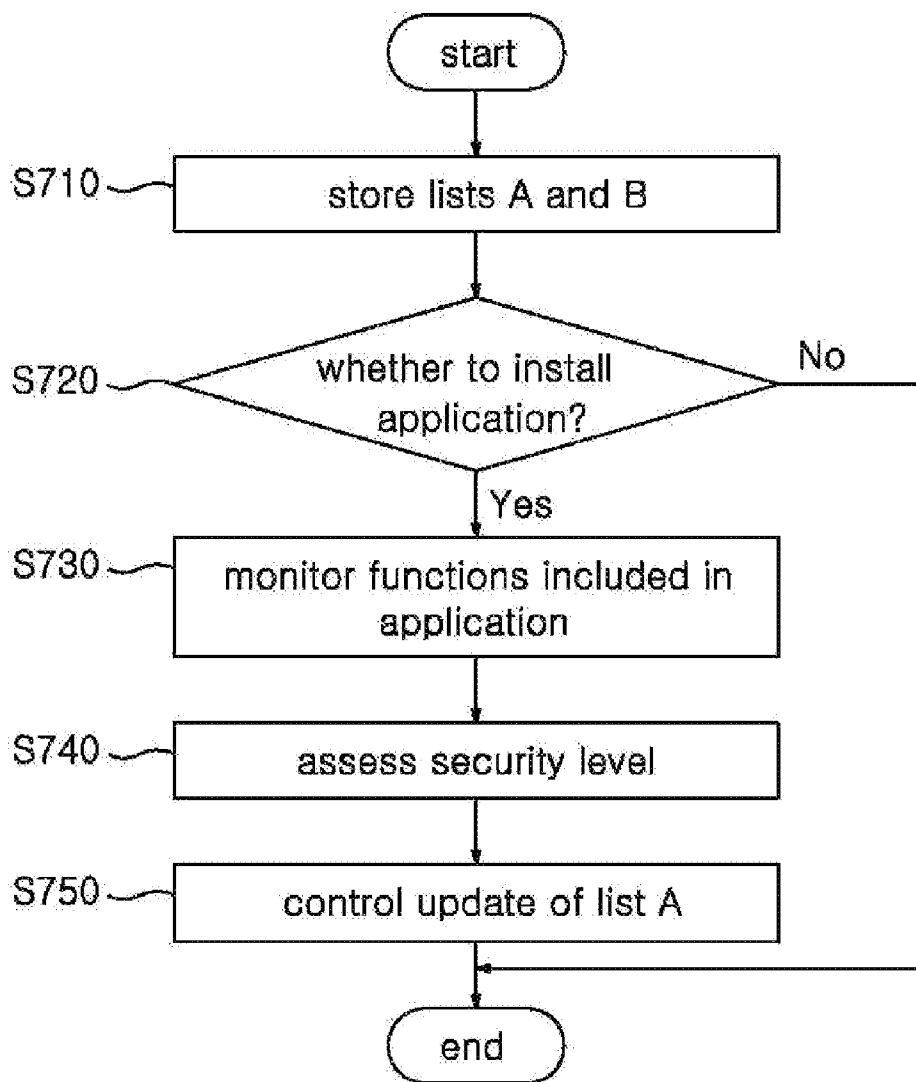 start
S710
store lists A and B
S720
whether to install
application?
No
Yes
S730
monitor functions included in
application
S740
assess security level
S750
control update of list A
end